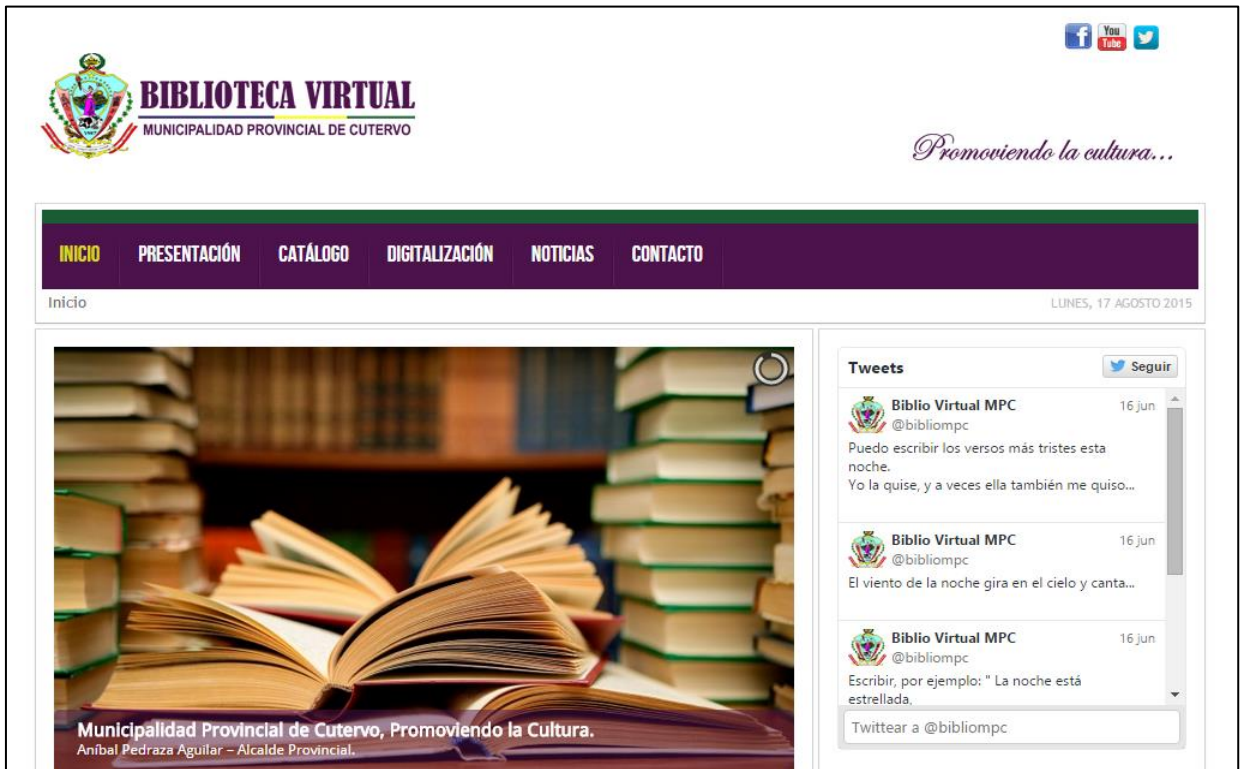 You
Tube
BIBLIOTECA VIRTUAL
MUNICIPALIDAD PROVINCIAL DE CUTERVO
Promoviendo la cultura...
INICIO PRESENTACIÓN CATÁLOGO DIGITALIZACIÓN NOTICIAS CONTACTO
Inicio
LUNES, 17 AGOSTO 2015
Municipalidad Provincial de Cutervo, Promoviendo la Cultura.
Aníbal Pedraza Aguilar – Alcalde Provincial.
Tweets
Seguir
Biblio Virtual MPC 16 jun
@bibliompc
Puedo escribir los versos más tristes esta
noche.
Yo la quise, y a veces ella también me quiso...
Biblio Virtual MPC 16 jun
@bibliompc
El viento de la noche gira en el cielo y canta...
Biblio Virtual MPC 16 jun
@bibliompc
Escribir, por ejemplo: " La noche está
estrellada,
Twittear a @bibliompc